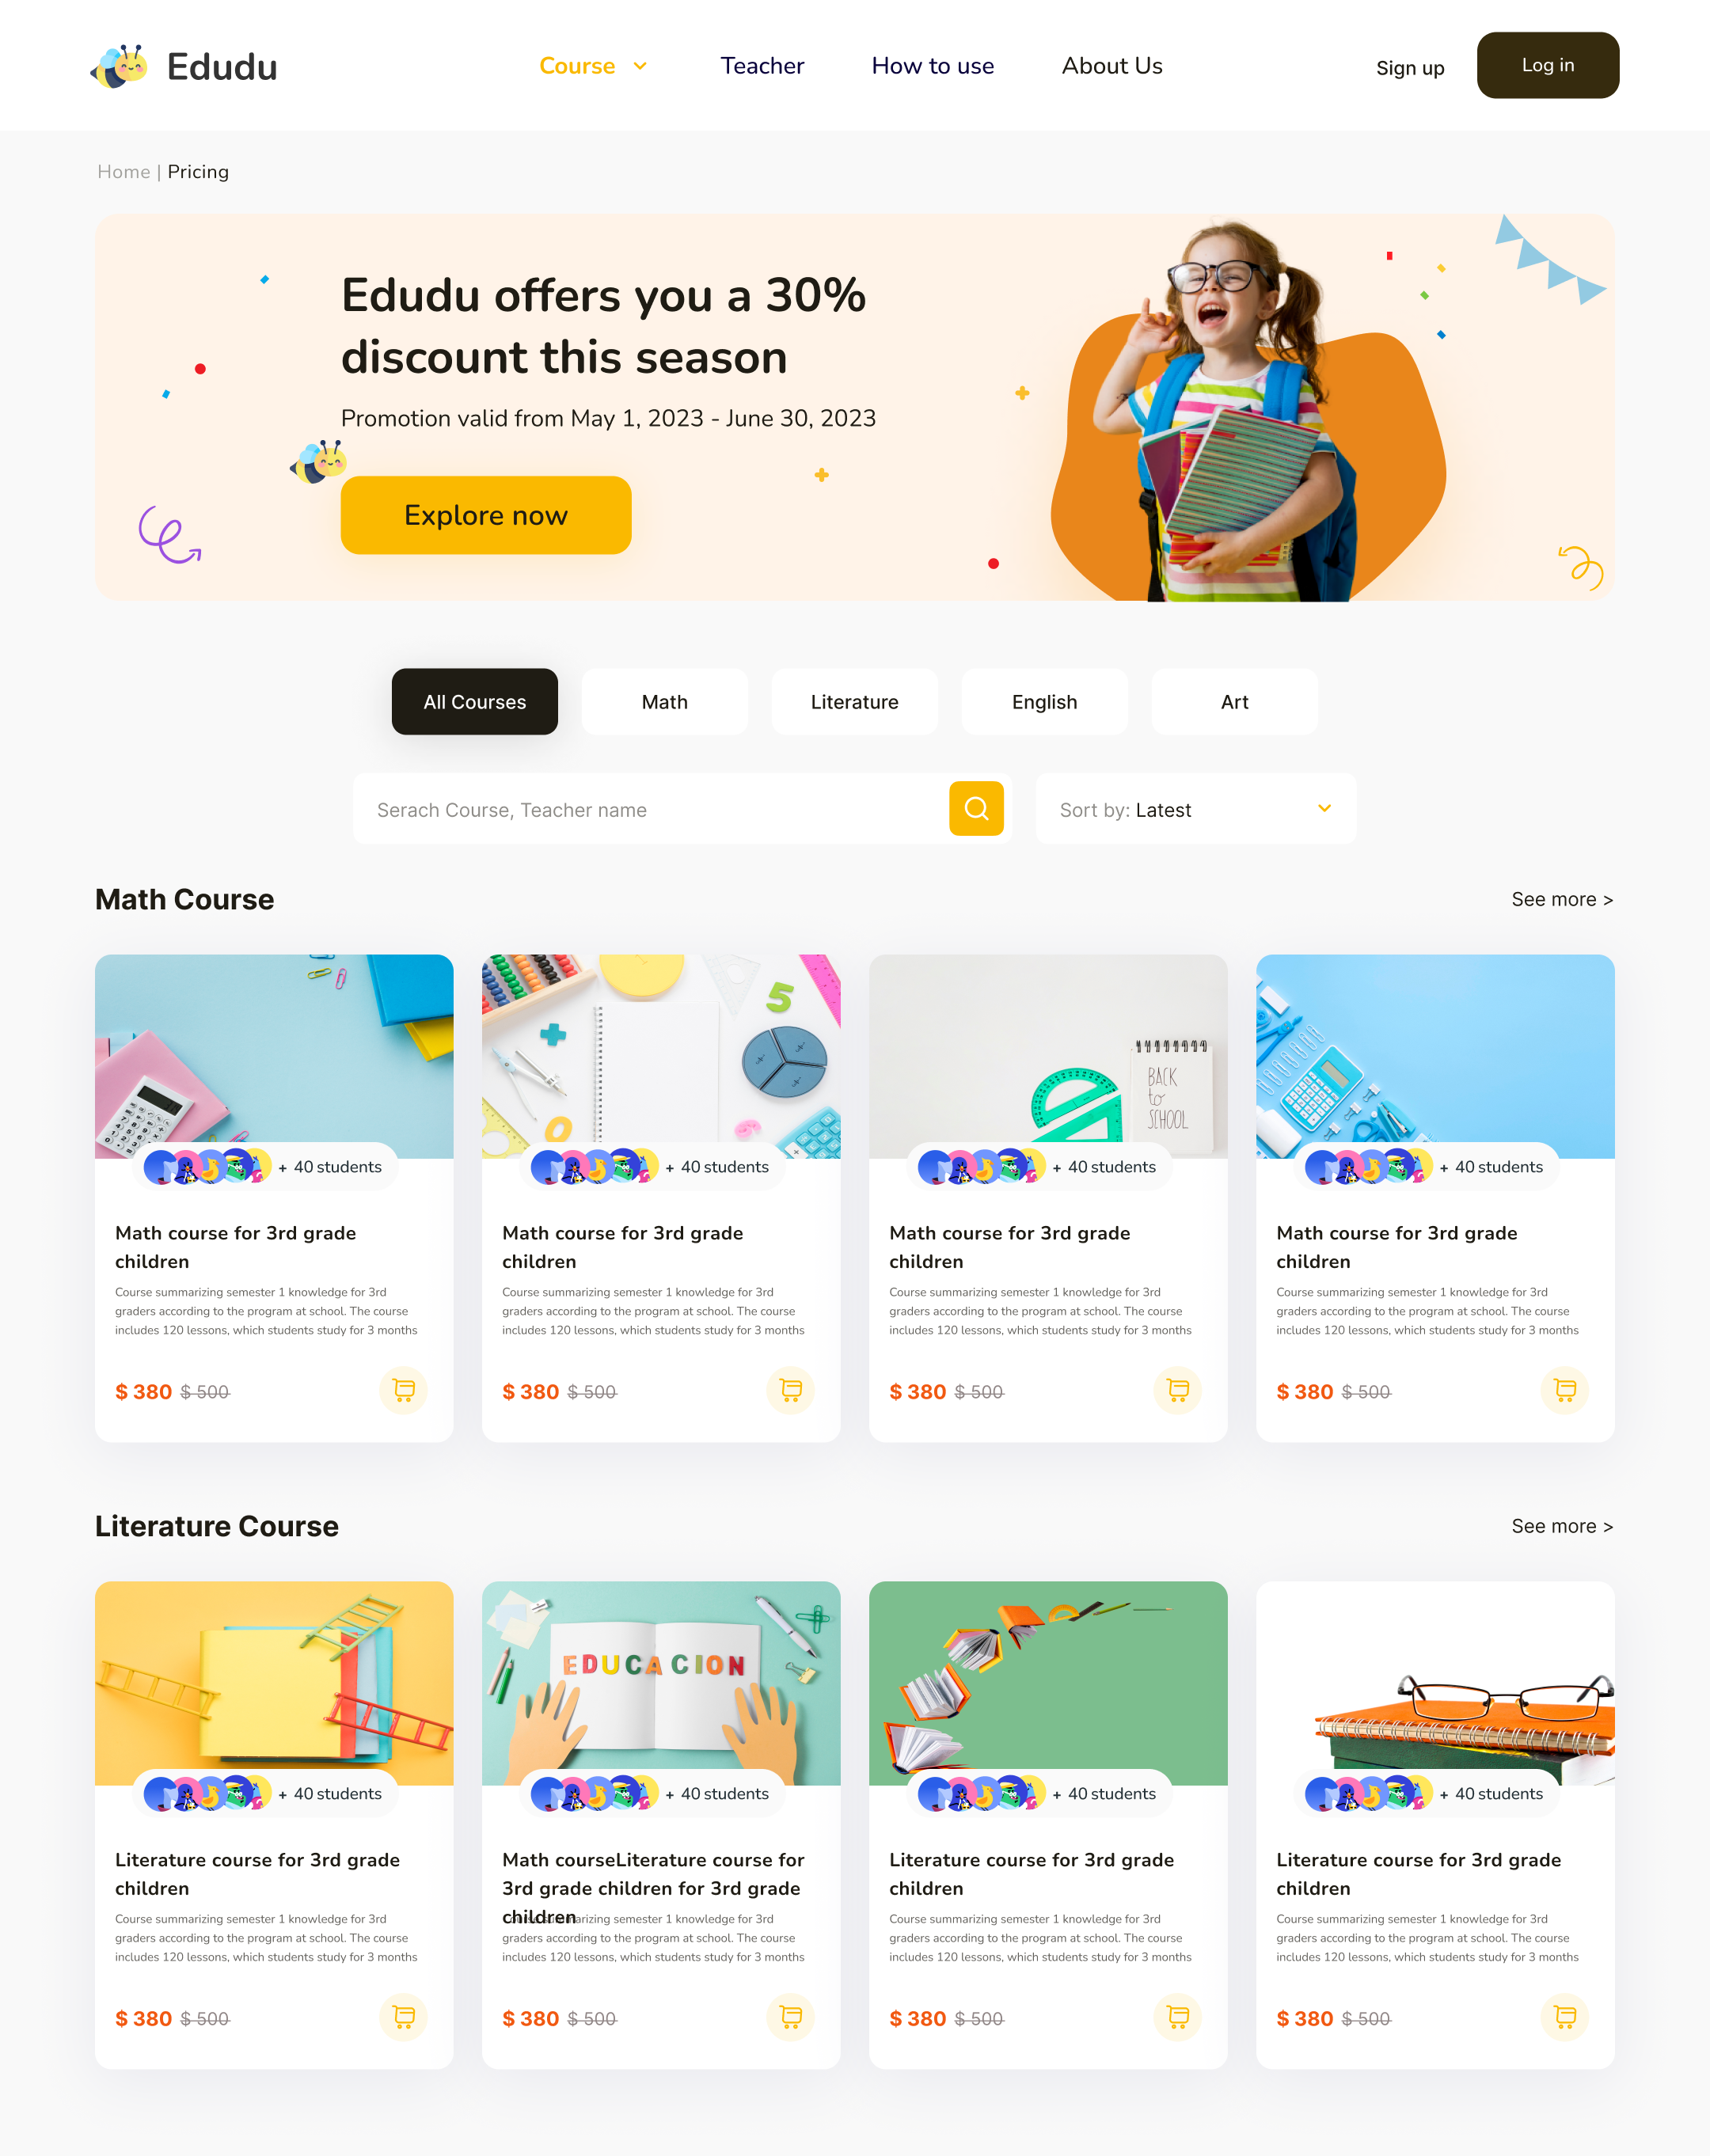 Edudu
Course
Teacher
How to use
About Us
Sign up
Log in
Home | Pricing
Edudu offers you a 30%
discount this season
Promotion valid from May 1, 2023 - June 30, 2023
Explore now
All Courses
Math
Literature
English
Art
Serach Course, Teacher name
Sort by: Latest
Math Course
See more >
5
BACK
to
SCHOOL
+ 40 students
+ 40 students
+ 40 students
+ 40 students
Math course for 3rd grade
children
Course summarizing semester 1 knowledge for 3rd
graders according to the program at school. The course
includes 120 lessons, which students study for 3 months
$ 380 $ 500
Math course for 3rd grade
children
Course summarizing semester 1 knowledge for 3rd
graders according to the program at school. The course
includes 120 lessons, which students study for 3 months
$ 380 $ 500
Math course for 3rd grade
children
Course summarizing semester 1 knowledge for 3rd
graders according to the program at school. The course
includes 120 lessons, which students study for 3 months
$ 380 $ 500
Math course for 3rd grade
children
Course summarizing semester 1 knowledge for 3rd
graders according to the program at school. The course
includes 120 lessons, which students study for 3 months
$ 380 $ 500
Literature Course
See more >
EDUCACION
+ 40 students
+ 40 students
+ 40 students
+ 40 students
Literature course for 3rd grade
children
Course summarizing semester 1 knowledge for 3rd
graders according to the program at school. The course
includes 120 lessons, which students study for 3 months
$ 380 $ 500
Math courseLiterature course for
3rd grade children for 3rd grade
children
Course summarizing semester 1 knowledge for 3rd
graders according to the program at school. The course
includes 120 lessons, which students study for 3 months
$ 380 $ 500
Literature course for 3rd grade
children
Course summarizing semester 1 knowledge for 3rd
graders according to the program at school. The course
includes 120 lessons, which students study for 3 months
$ 380 $ 500
Literature course for 3rd grade
children
Course summarizing semester 1 knowledge for 3rd
graders according to the program at school. The course
includes 120 lessons, which students study for 3 months
$ 380 $ 500